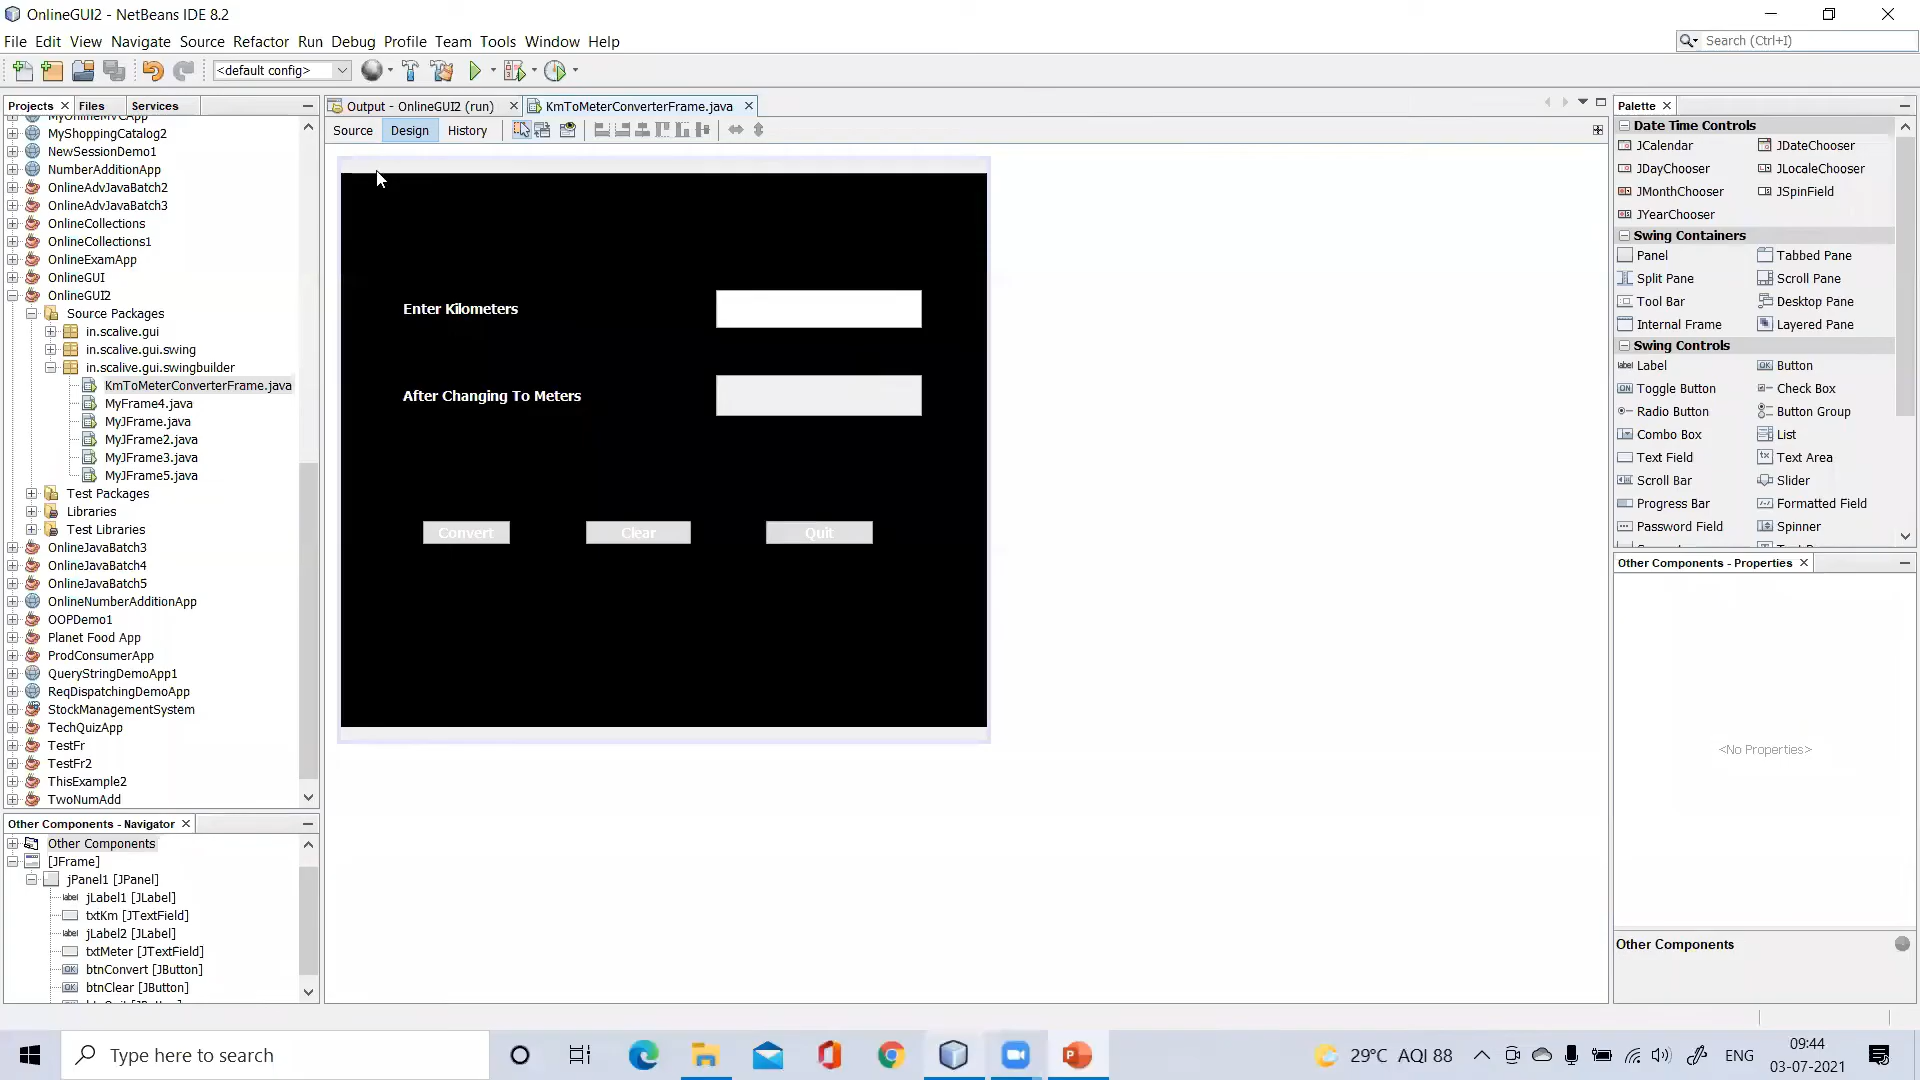 OnlineGUI2 - NetBeans IDE 8.2
File Edit View Navigate Source Refactor Run Debug Profile Team Tools Window Help
Search (Ctrl+I)
<default config>
Projects Files Services
Output - OnlineGUI2 (run) KmToMeterConverterFrame.java
Source Design History
MyOnlineMVCApp
MyShoppingCatalog2
NewSessionDemo1
NumberAdditionApp
OnlineAdvJavaBatch2
OnlineAdvJavaBatch3
OnlineCollections
OnlineCollections1
OnlineExamApp
OnlineGUI
OnlineGUI2
Source Packages
in.scalive.gui
in.scalive.gui.swing
in.scalive.gui.swingbuilder
KmToMeterConverterFrame.java
MyFrame4.java
MyJFrame.java
MyJFrame2.java
MyJFrame3.java
MyJFrame5.java
Test Packages
Libraries
Test Libraries
OnlineJavaBatch3
OnlineJavaBatch4
OnlineJavaBatch5
OnlineNumberAdditionApp
OOPDemo1
Planet Food App
ProdConsumerApp
QueryStringDemoApp1
ReqDispatchingDemoApp
StockManagementSystem
TechQuizApp
TestFr
TestFr2
ThisExample2
TwoNumAdd
Other Components - Navigator
Other Components
[JFrame]
jPanel1 [JPanel]
label jLabel1 [JLabel]
txtKm [JTextField]
label jLabel2 [JLabel]
txtMeter [JTextField]
OK btnConvert [JButton]
OK btnClear [JButton]
Enter Kilometers
After Changing To Meters
Convert Clear Quit
Palette
Date Time Controls
JCalendar JDateChooser
JDayChooser JLocaleChooser
JMonthChooser JSpinField
JYearChooser
Swing Containers
Panel Tabbed Pane
Split Pane Scroll Pane
Tool Bar Desktop Pane
Internal Frame Layered Pane
Swing Controls
label Label OK Button
ON Toggle Button Check Box
Radio Button Button Group
Combo Box List
Text Field Text Area
Scroll Bar Slider
Progress Bar Formatted Field
Password Field Spinner
Other Components - Properties
<No Properties>
Other Components
Type here to search
29°C AQI 88
ENG
09:44
03-07-2021